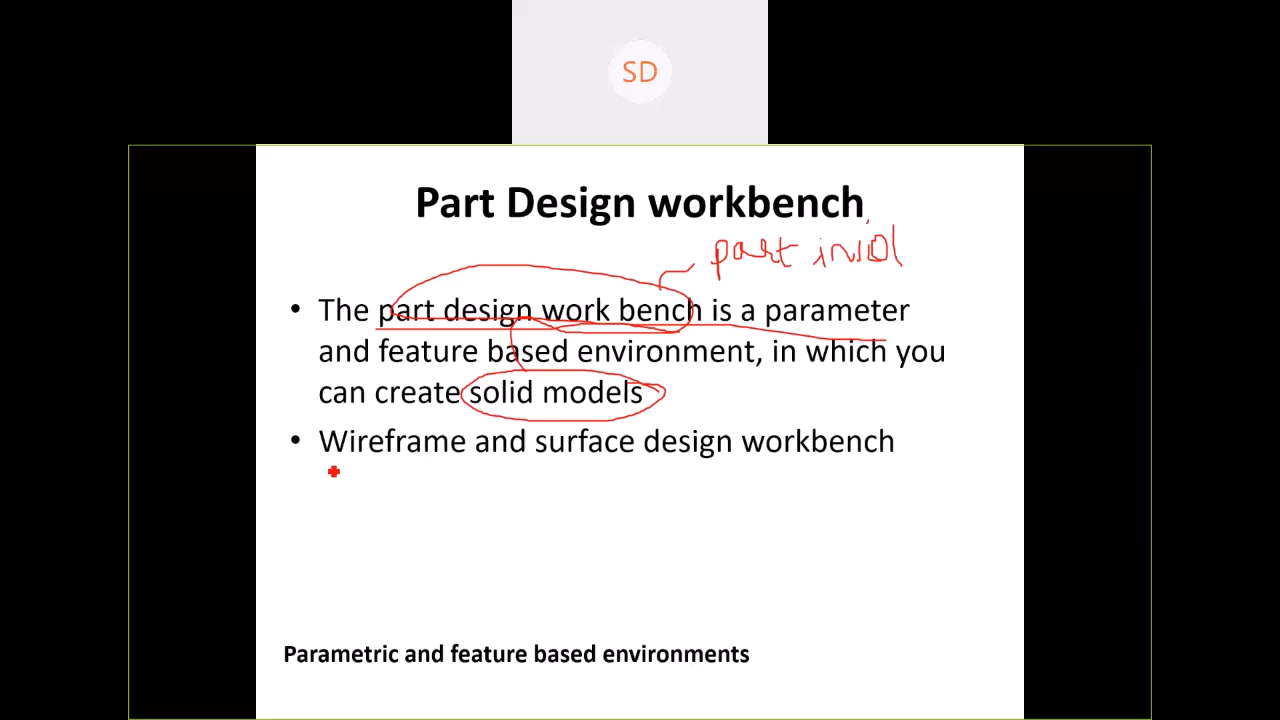 SD
Part Design workbench
part in
• The part design work bench is a parameter
and feature based environment, in which you
can create solid models
• Wireframe and surface design workbench
Parametric and feature based environments